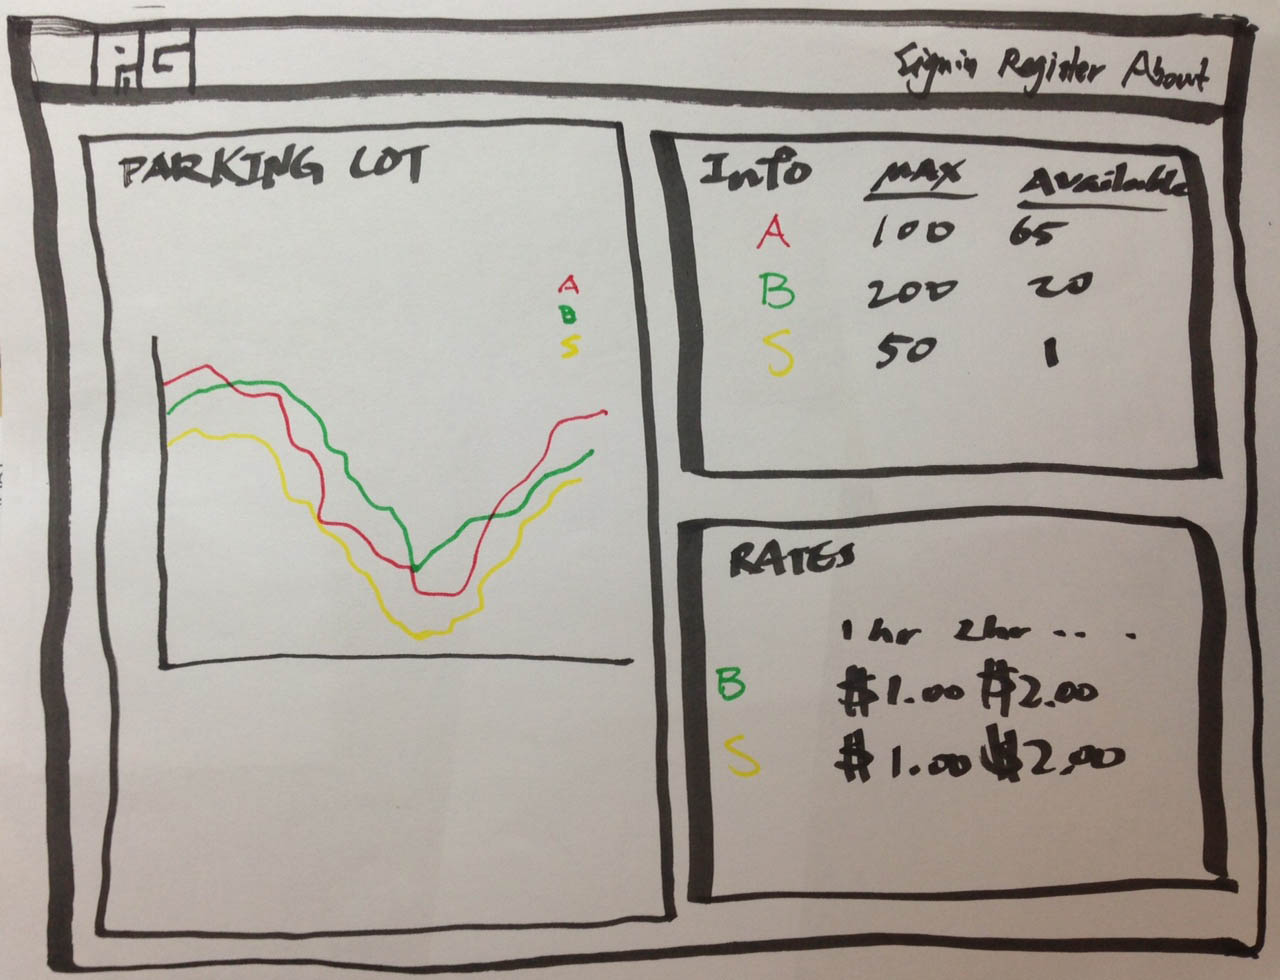 Signin Register About
PARKING LOT
A
B
S
Info MAX Available
A 100 65
B 200 20
S 50 1
RATES
1 hr 2hr .. . .
B $1.00 $2.00
S $1.00 $2.00